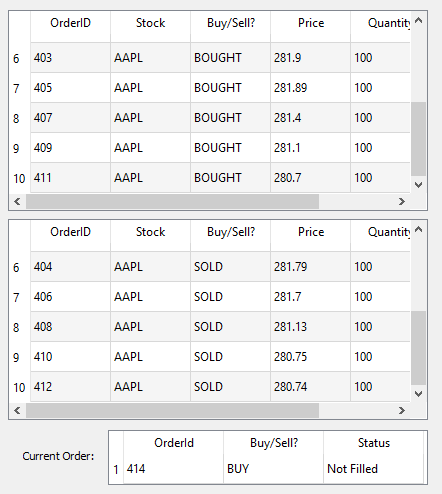 OrderID Stock Buy/Sell? Price Quantity
6 403 AAPL BOUGHT 281.9 100
7 405 AAPL BOUGHT 281.89 100
8 407 AAPL BOUGHT 281.4 100
9 409 AAPL BOUGHT 281.1 100
10 411 AAPL BOUGHT 280.7 100
OrderID Stock Buy/Sell? Price Quantity
6 404 AAPL SOLD 281.79 100
7 406 AAPL SOLD 281.7 100
8 408 AAPL SOLD 281.13 100
9 410 AAPL SOLD 280.75 100
10 412 AAPL SOLD 280.74 100
OrderId Buy/Sell? Status
Current Order: 1 414 BUY Not Filled